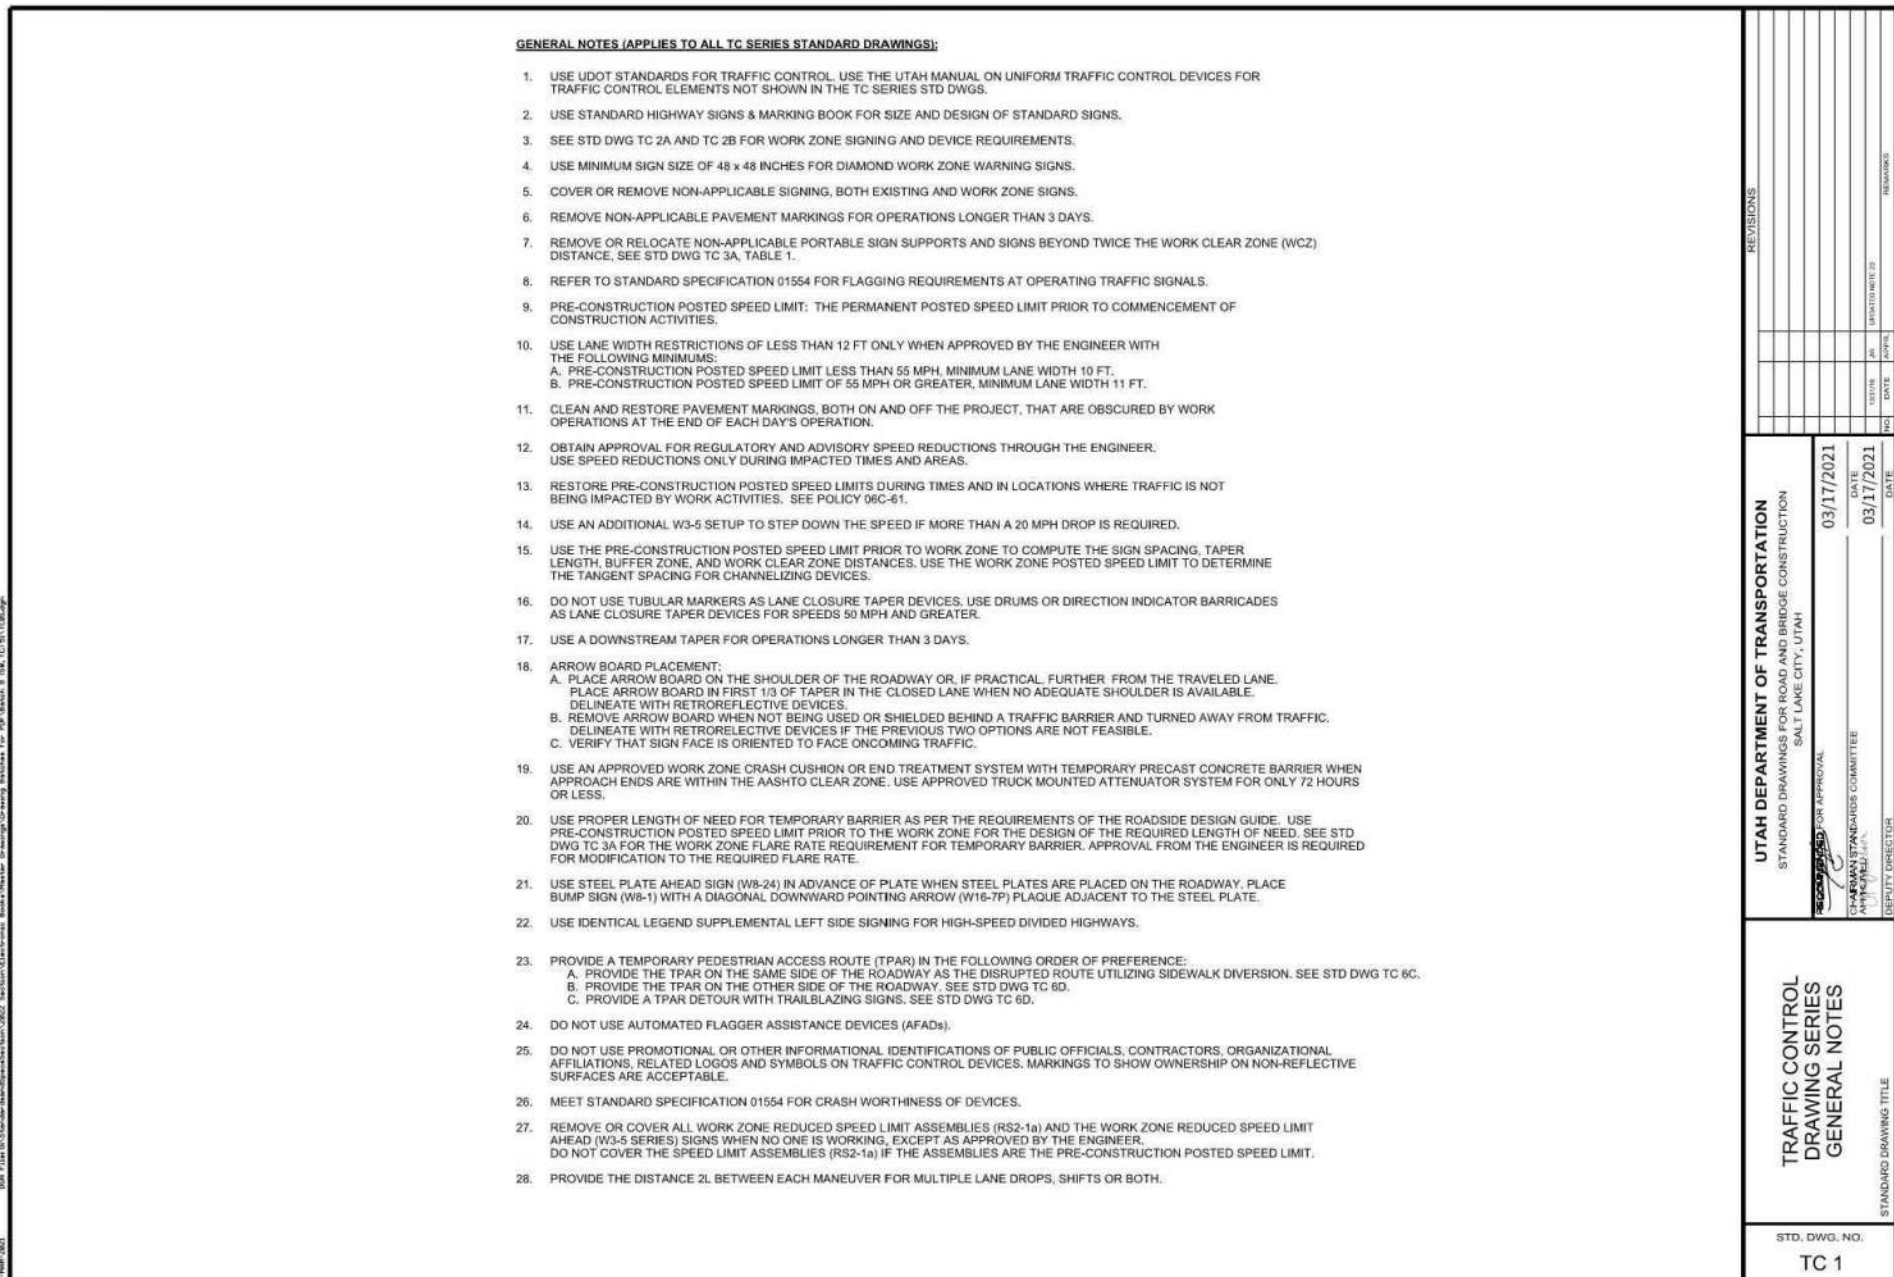 GENERAL NOTES (APPLIES TO ALL TC SERIES STANDARD DRAWINGS):
1. USE UDOT STANDARDS FOR TRAFFIC CONTROL. USE THE UTAH MANUAL ON UNIFORM TRAFFIC CONTROL DEVICES FOR
TRAFFIC CONTROL ELEMENTS NOT SHOWN IN THE TC SERIES STD DWGS.
2. USE STANDARD HIGHWAY SIGNS & MARKING BOOK FOR SIZE AND DESIGN OF STANDARD SIGNS.
3. SEE STD DWG TC 2A AND TC 2B FOR WORK ZONE SIGNING AND DEVICE REQUIREMENTS.
4. USE MINIMUM SIGN SIZE OF 48 x 48 INCHES FOR DIAMOND WORK ZONE WARNING SIGNS.
5. COVER OR REMOVE NON-APPLICABLE SIGNING, BOTH EXISTING AND WORK ZONE SIGNS.
6. REMOVE NON-APPLICABLE PAVEMENT MARKINGS FOR OPERATIONS LONGER THAN 3 DAYS.
7. REMOVE OR RELOCATE NON-APPLICABLE PORTABLE SIGN SUPPORTS AND SIGNS BEYOND TWICE THE WORK CLEAR ZONE (WCZ)
DISTANCE, SEE STD DWG TC 3A, TABLE 1.
8. REFER TO STANDARD SPECIFICATION 01554 FOR FLAGGING REQUIREMENTS AT OPERATING TRAFFIC SIGNALS.
9. PRE-CONSTRUCTION POSTED SPEED LIMIT: THE PERMANENT POSTED SPEED LIMIT PRIOR TO COMMENCEMENT OF
CONSTRUCTION ACTIVITIES.
10. USE LANE WIDTH RESTRICTIONS OF LESS THAN 12 FT ONLY WHEN APPROVED BY THE ENGINEER WITH
THE FOLLOWING MINIMUMS:
A. PRE-CONSTRUCTION POSTED SPEED LIMIT LESS THAN 55 MPH, MINIMUM LANE WIDTH 10 FT.
B. PRE-CONSTRUCTION POSTED SPEED LIMIT OF 55 MPH OR GREATER, MINIMUM LANE WIDTH 11 FT.
11. CLEAN AND RESTORE PAVEMENT MARKINGS, BOTH ON AND OFF THE PROJECT, THAT ARE OBSCURED BY WORK
OPERATIONS AT THE END OF EACH DAY'S OPERATION.
12. OBTAIN APPROVAL FOR REGULATORY AND ADVISORY SPEED REDUCTIONS THROUGH THE ENGINEER.
USE SPEED REDUCTIONS ONLY DURING IMPACTED TIMES AND AREAS.
13. RESTORE PRE-CONSTRUCTION POSTED SPEED LIMITS DURING TIMES AND IN LOCATIONS WHERE TRAFFIC IS NOT
BEING IMPACTED BY WORK ACTIVITIES. SEE POLICY 06C-61.
14. USE AN ADDITIONAL W3-5 SETUP TO STEP DOWN THE SPEED IF MORE THAN A 20 MPH DROP IS REQUIRED.
15. USE THE PRE-CONSTRUCTION POSTED SPEED LIMIT PRIOR TO WORK ZONE TO COMPUTE THE SIGN SPACING, TAPER
LENGTH, BUFFER ZONE, AND WORK CLEAR ZONE DISTANCES. USE THE WORK ZONE POSTED SPEED LIMIT TO DETERMINE
THE TANGENT SPACING FOR CHANNELIZING DEVICES.
16. DO NOT USE TUBULAR MARKERS AS LANE CLOSURE TAPER DEVICES. USE DRUMS OR DIRECTION INDICATOR BARRICADES
AS LANE CLOSURE TAPER DEVICES FOR SPEEDS 50 MPH AND GREATER.
17. USE A DOWNSTREAM TAPER FOR OPERATIONS LONGER THAN 3 DAYS.
18. ARROW BOARD PLACEMENT:
A. PLACE ARROW BOARD ON THE SHOULDER OF THE ROADWAY OR, IF PRACTICAL, FURTHER FROM THE TRAVELED LANE.
PLACE ARROW BOARD IN FIRST 1/3 OF TAPER IN THE CLOSED LANE WHEN NO ADEQUATE SHOULDER IS AVAILABLE.
DELINEATE WITH RETROREFLECTIVE DEVICES.
B. REMOVE ARROW BOARD WHEN NOT BEING USED OR SHIELDED BEHIND A TRAFFIC BARRIER AND TURNED AWAY FROM TRAFFIC.
DELINEATE WITH RETRORELECTIVE DEVICES IF THE PREVIOUS TWO OPTIONS ARE NOT FEASIBLE.
C. VERIFY THAT SIGN FACE IS ORIENTED TO FACE ONCOMING TRAFFIC.
19. USE AN APPROVED WORK ZONE CRASH CUSHION OR END TREATMENT SYSTEM WITH TEMPORARY PRECAST CONCRETE BARRIER WHEN
APPROACH ENDS ARE WITHIN THE AASHTO CLEAR ZONE. USE APPROVED TRUCK MOUNTED ATTENUATOR SYSTEM FOR ONLY 72 HOURS
OR LESS.
20. USE PROPER LENGTH OF NEED FOR TEMPORARY BARRIER AS PER THE REQUIREMENTS OF THE ROADSIDE DESIGN GUIDE. USE
PRE-CONSTRUCTION POSTED SPEED LIMIT PRIOR TO THE WORK ZONE FOR THE DESIGN OF THE REQUIRED LENGTH OF NEED. SEE STD
DWG TC 3A FOR THE WORK ZONE FLARE RATE REQUIREMENT FOR TEMPORARY BARRIER. APPROVAL FROM THE ENGINEER IS REQUIRED
FOR MODIFICATION TO THE REQUIRED FLARE RATE.
21. USE STEEL PLATE AHEAD SIGN (W8-24) IN ADVANCE OF PLATE WHEN STEEL PLATES ARE PLACED ON THE ROADWAY. PLACE
BUMP SIGN (W8-1) WITH A DIAGONAL DOWNWARD POINTING ARROW (W16-7P) PLAQUE ADJACENT TO THE STEEL PLATE.
22. USE IDENTICAL LEGEND SUPPLEMENTAL LEFT SIDE SIGNING FOR HIGH-SPEED DIVIDED HIGHWAYS.
23. PROVIDE A TEMPORARY PEDESTRIAN ACCESS ROUTE (TPAR) IN THE FOLLOWING ORDER OF PREFERENCE:
A. PROVIDE THE TPAR ON THE SAME SIDE OF THE ROADWAY AS THE DISRUPTED ROUTE UTILIZING SIDEWALK DIVERSION. SEE STD DWG TC 6C.
B. PROVIDE THE TPAR ON THE OTHER SIDE OF THE ROADWAY. SEE STD DWG TC 6D.
C. PROVIDE A TPAR DETOUR WITH TRAILBLAZING SIGNS. SEE STD DWG TC 6D.
24. DO NOT USE AUTOMATED FLAGGER ASSISTANCE DEVICES (AFADs).
25. DO NOT USE PROMOTIONAL OR OTHER INFORMATIONAL IDENTIFICATIONS OF PUBLIC OFFICIALS, CONTRACTORS, ORGANIZATIONAL
AFFILIATIONS, RELATED LOGOS AND SYMBOLS ON TRAFFIC CONTROL DEVICES. MARKINGS TO SHOW OWNERSHIP ON NON-REFLECTIVE
SURFACES ARE ACCEPTABLE.
26. MEET STANDARD SPECIFICATION 01554 FOR CRASH WORTHINESS OF DEVICES.
27. REMOVE OR COVER ALL WORK ZONE REDUCED SPEED LIMIT ASSEMBLIES (RS2-1a) AND THE WORK ZONE REDUCED SPEED LIMIT
AHEAD (W3-5 SERIES) SIGNS WHEN NO ONE IS WORKING, EXCEPT AS APPROVED BY THE ENGINEER.
DO NOT COVER THE SPEED LIMIT ASSEMBLIES (RS2-1a) IF THE ASSEMBLIES ARE THE PRE-CONSTRUCTION POSTED SPEED LIMIT.
28. PROVIDE THE DISTANCE 2L BETWEEN EACH MANEUVER FOR MULTIPLE LANE DROPS, SHIFTS OR BOTH.
REVISIONS
NO. DATE APPR. REMARKS
UTAH DEPARTMENT OF TRANSPORTATION
STANDARD DRAWINGS FOR ROAD AND BRIDGE CONSTRUCTION
SALT LAKE CITY, UTAH
FOR APPROVAL
03/17/2021
CHAIRMAN STANDARDS COMMITTEE
DATE
03/17/2021
DEPUTY DIRECTOR
DATE
TRAFFIC CONTROL
DRAWING SERIES
GENERAL NOTES
STANDARD DRAWING TITLE
STD. DWG. NO.
TC 1